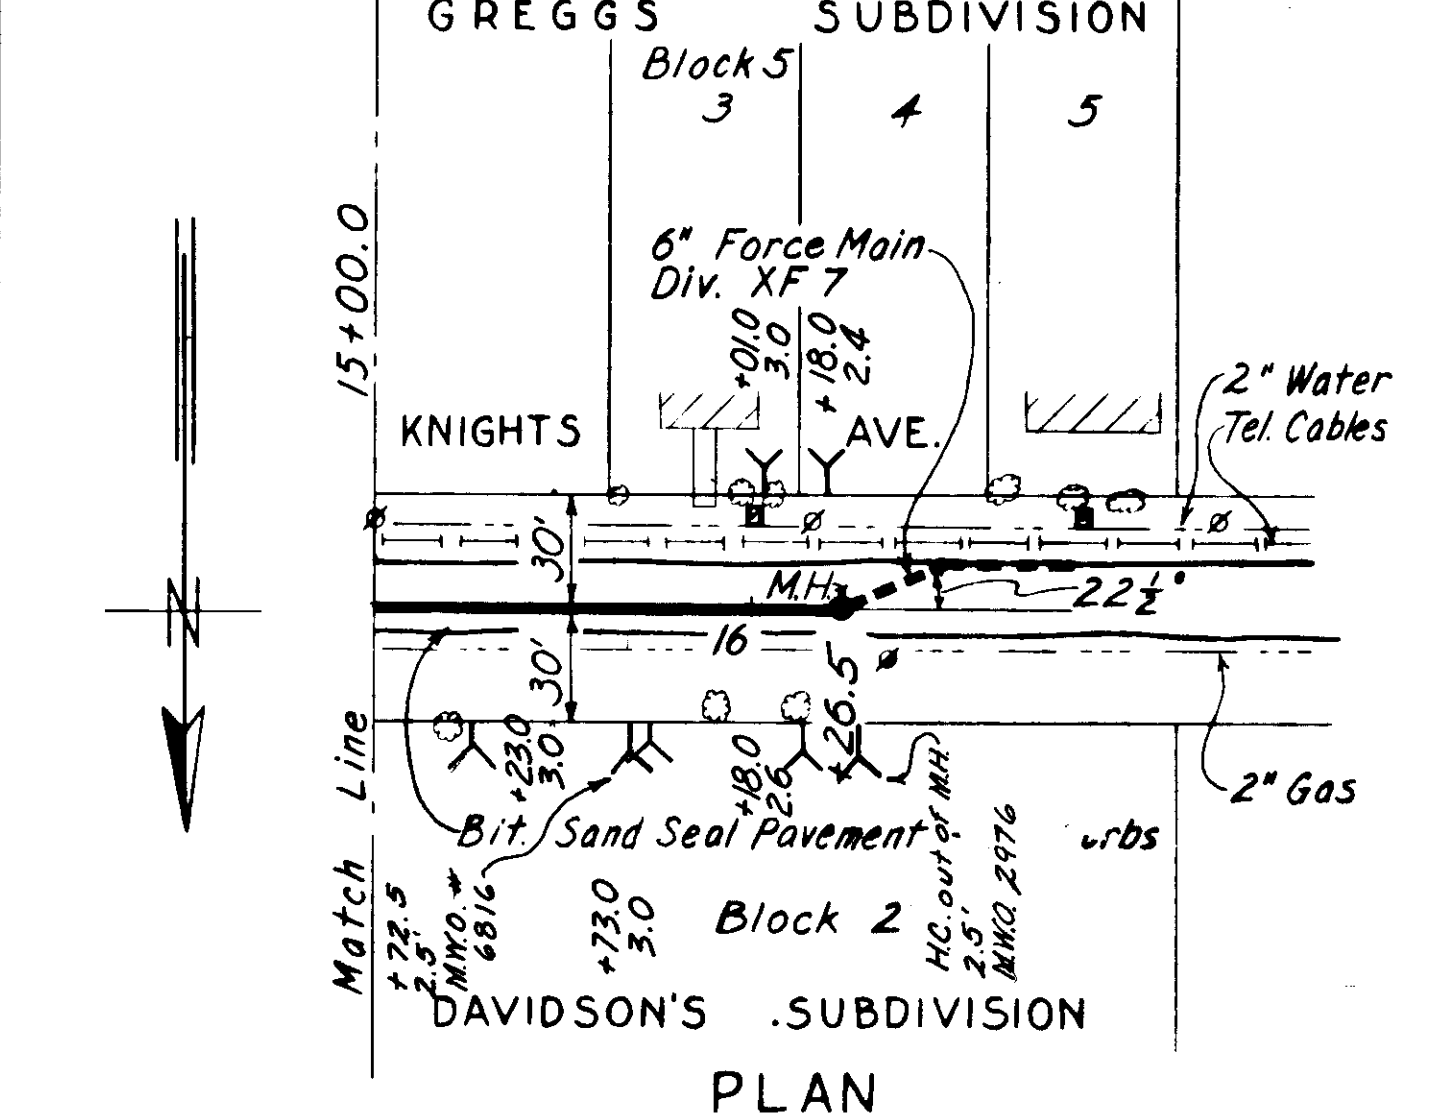 GREGGS SUBDIVISION
Block 5
3
4
5
15+00.0
6" Force Main
Div. XF 7
+01.0
3.0
+18.0
2.4
2" Water
Tel. Cables
KNIGHTS AVE.
30'
M.H.
22½°
N
16
30'
+26.5
Match Line
+23.0
3.0
+18.0
2.6
2" Gas
Bit. Sand Seal Pavement
+72.5
2.5'
M.W.O. #
6816
+73.0
3.0
Block 2
H.C. out of M.H.
2.5'
M.W.O. 2976
DAVIDSON'S .SUBDIVISION
PLAN